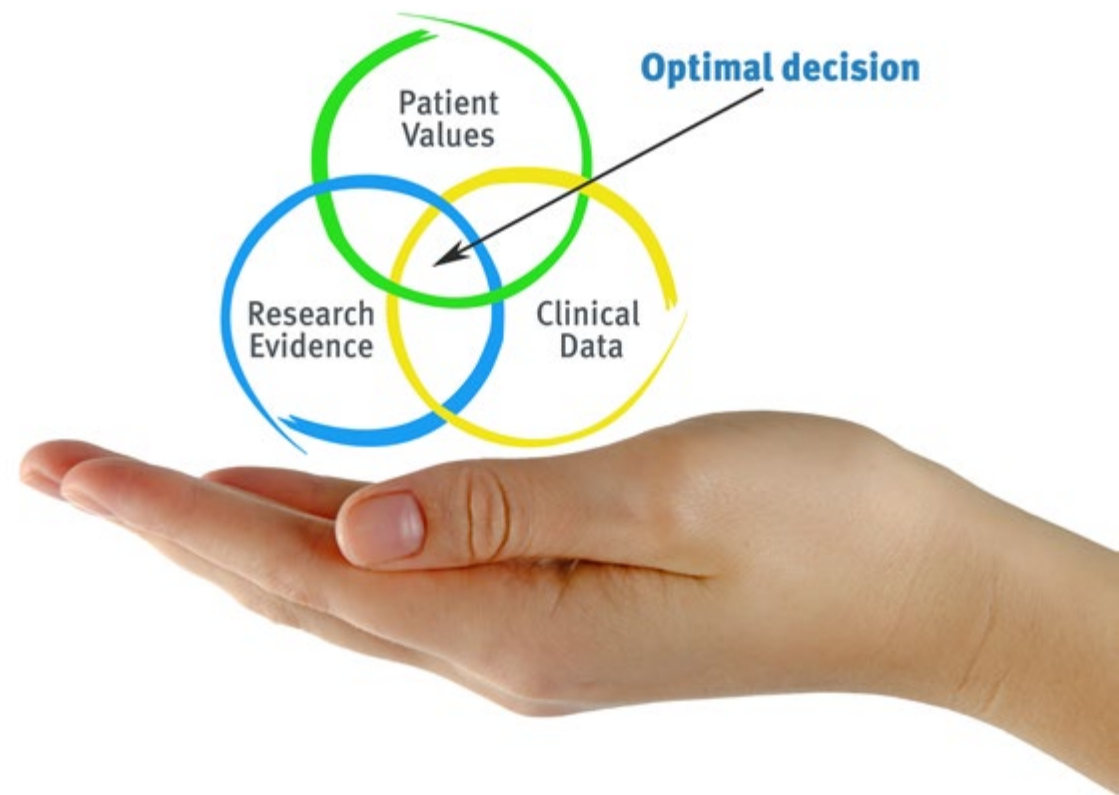 Optimal decision
Patient
Values
Research
Evidence
Clinical
Data